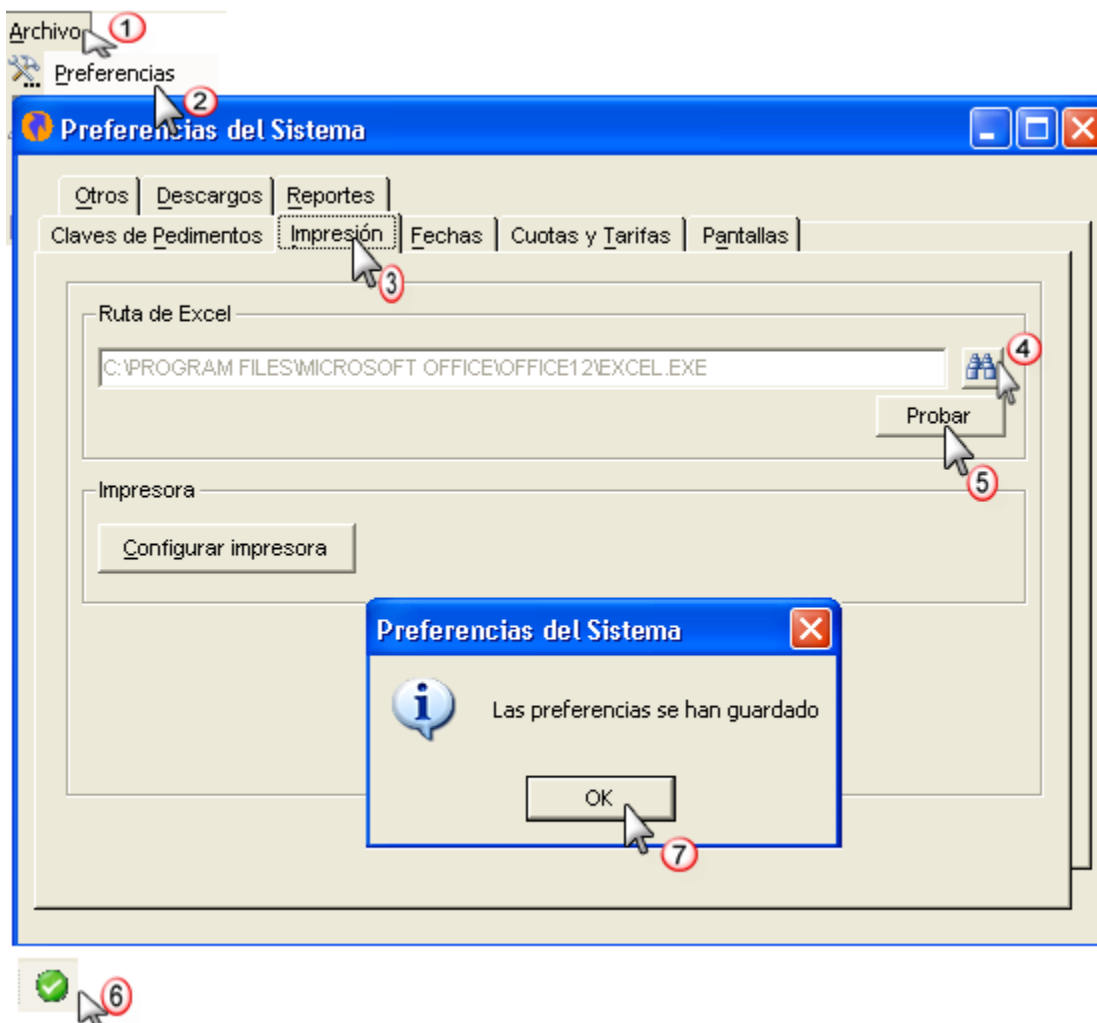 Archivo 1
Preferencias
2
Preferencias del Sistema
Otros Descargos Reportes
Claves de Pedimentos Impresión Fechas Cuotas y Tarifas Pantallas
3
Ruta de Excel
C:\PROGRAM FILES\MICROSOFT OFFICE\OFFICE12\EXCEL.EXE
4
Probar
5
Impresora
Configurar impresora
Preferencias del Sistema
Las preferencias se han guardado
OK
7
6